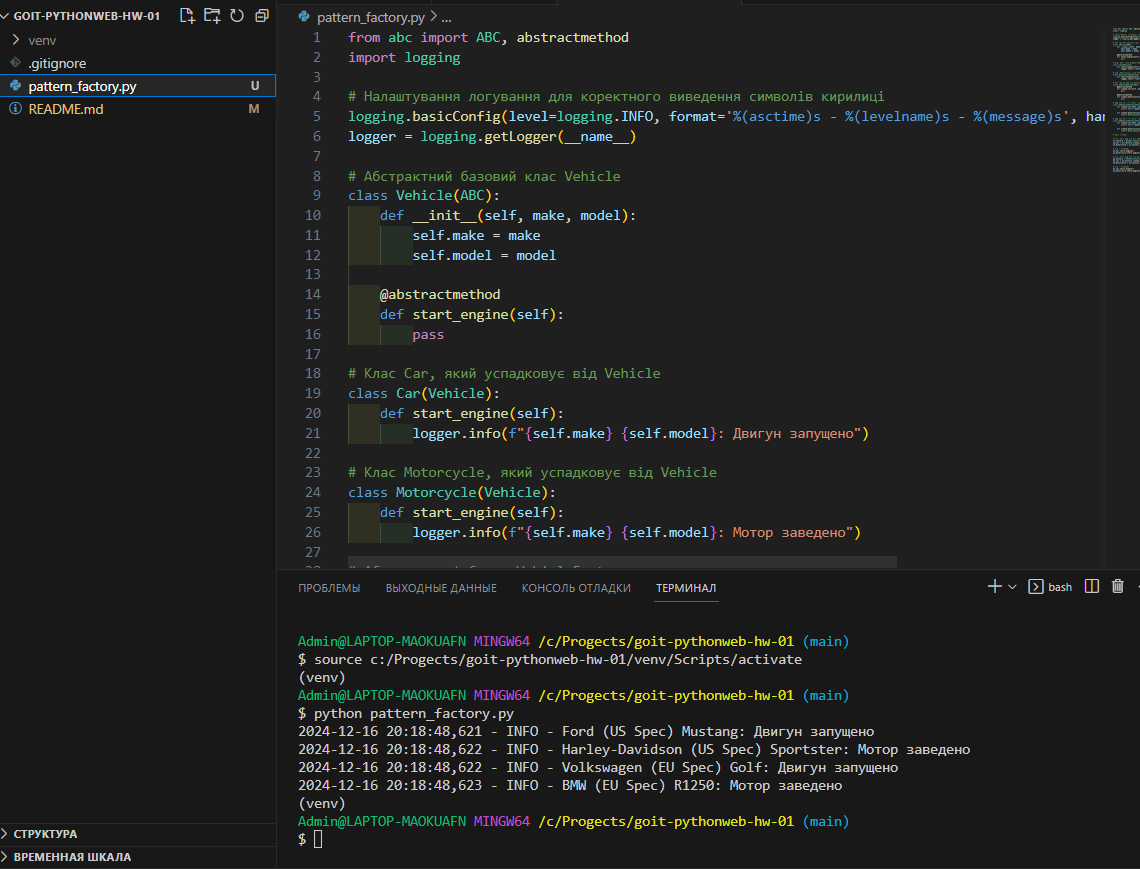 GOIT-PYTHONWEB-HW-01
venv
.gitignore
pattern_factory.py U
README.md M
СТРУКТУРА
ВРЕМЕННАЯ ШКАЛА
pattern_factory.py > ...
1 from abc import ABC, abstractmethod
2 import logging
3
4 # Налаштування логування для коректного виведення символів кирилиці
5 logging.basicConfig(level=logging.INFO, format='%(asctime)s - %(levelname)s - %(message)s', han
6 logger = logging.getLogger(__name__)
7
8 # Абстрактний базовий клас Vehicle
9 class Vehicle(ABC):
10     def __init__(self, make, model):
11         self.make = make
12         self.model = model
13
14     @abstractmethod
15     def start_engine(self):
16         pass
17
18 # Клас Car, який успадковує від Vehicle
19 class Car(Vehicle):
20     def start_engine(self):
21         logger.info(f"{self.make} {self.model}: Двигун запущено")
22
23 # Клас Motorcycle, який успадковує від Vehicle
24 class Motorcycle(Vehicle):
25     def start_engine(self):
26         logger.info(f"{self.make} {self.model}: Мотор заведено")
27
ПРОБЛЕМЫ ВЫХОДНЫЕ ДАННЫЕ КОНСОЛЬ ОТЛАДКИ ТЕРМИНАЛ bash
Admin@LAPTOP-MAOKUAFN MINGW64 /c/Progects/goit-pythonweb-hw-01 (main)
$ source c:/Progects/goit-pythonweb-hw-01/venv/Scripts/activate
(venv)
Admin@LAPTOP-MAOKUAFN MINGW64 /c/Progects/goit-pythonweb-hw-01 (main)
$ python pattern_factory.py
2024-12-16 20:18:48,621 - INFO - Ford (US Spec) Mustang: Двигун запущено
2024-12-16 20:18:48,622 - INFO - Harley-Davidson (US Spec) Sportster: Мотор заведено
2024-12-16 20:18:48,622 - INFO - Volkswagen (EU Spec) Golf: Двигун запущено
2024-12-16 20:18:48,623 - INFO - BMW (EU Spec) R1250: Мотор заведено
(venv)
Admin@LAPTOP-MAOKUAFN MINGW64 /c/Progects/goit-pythonweb-hw-01 (main)
$